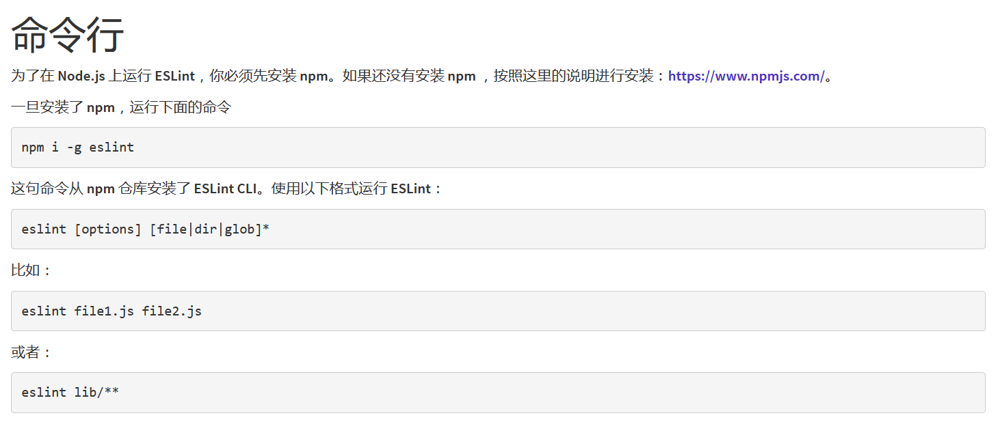 命令行
为了在 Node.js 上运行 ESLint，你必须先安装 npm。如果还没有安装 npm ，按照这里的说明进行安装：https://www.npmjs.com/。
一旦安装了 npm，运行下面的命令
npm i -g eslint
这句命令从 npm 仓库安装了 ESLint CLI。使用以下格式运行 ESLint：
eslint [options] [file|dir|glob]*
比如：
eslint file1.js file2.js
或者：
eslint lib/**